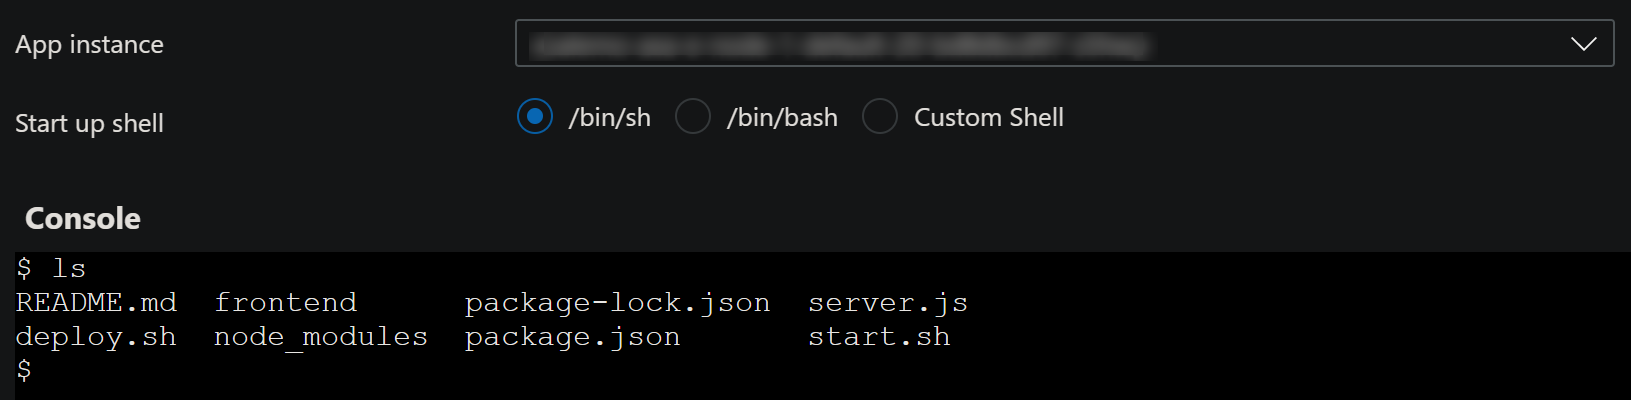 App instance
Start up shell /bin/sh /bin/bash Custom Shell
Console
$ ls
README.md  frontend      package-lock.json  server.js
deploy.sh  node_modules  package.json       start.sh
$